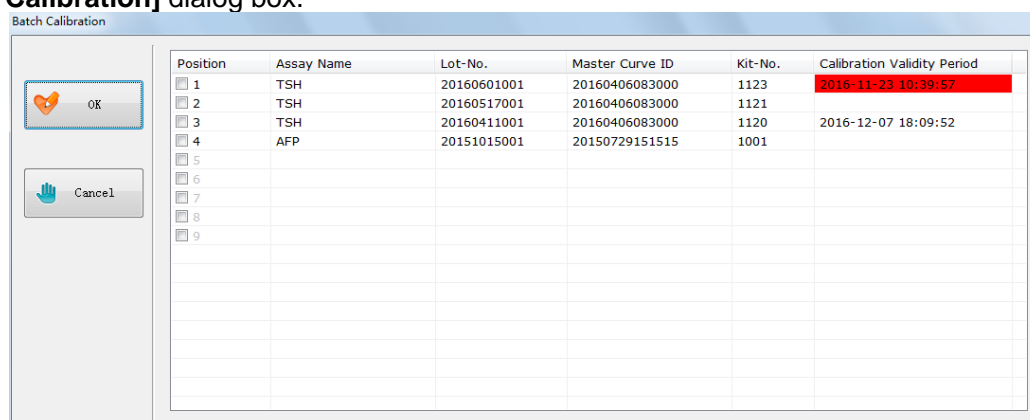 Calibration] dialog box.
Batch Calibration
OK
Cancel
Position Assay Name Lot-No. Master Curve ID Kit-No. Calibration Validity Period
1 TSH 20160601001 20160406083000 1123 2016-11-23 10:39:57
2 TSH 20160517001 20160406083000 1121
3 TSH 20160411001 20160406083000 1120 2016-12-07 18:09:52
4 AFP 20151015001 20150729151515 1001
5
6
7
8
9